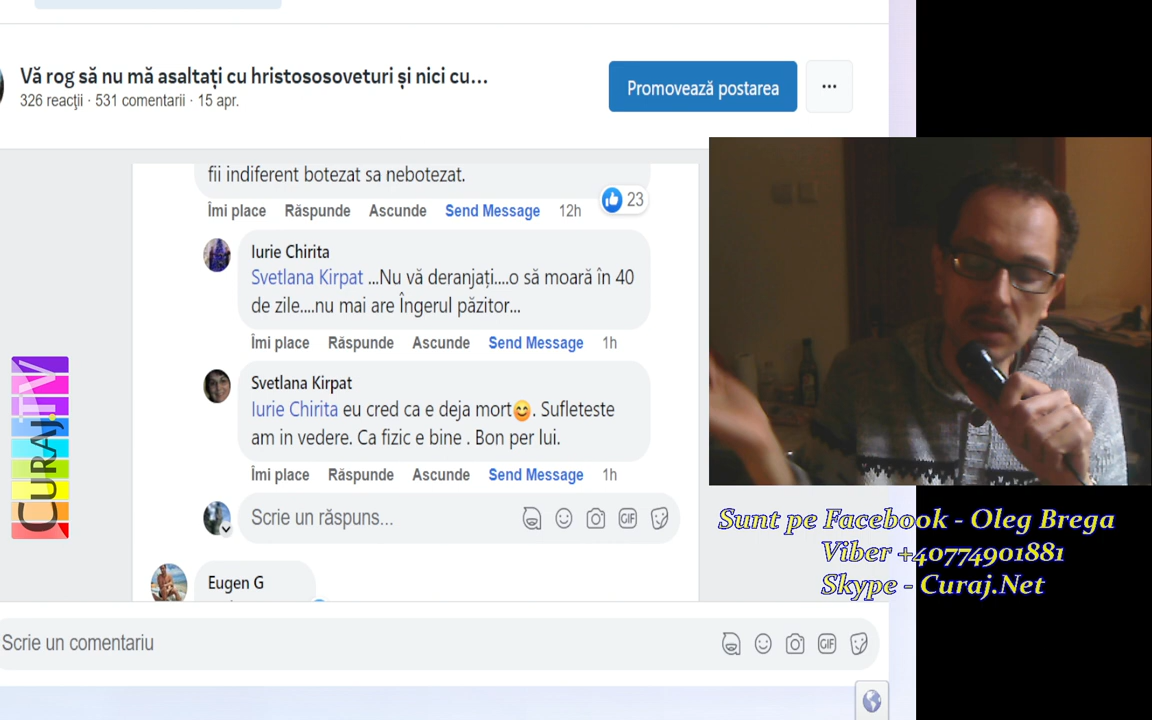 Vă rog să nu mă asaltați cu hristososoveturi și nici cu...
326 reacţii · 531 comentarii · 15 apr.
Promovează postarea
fii indiferent botezat sa nebotezat.
Îmi place Răspunde Ascunde Send Message 12h
23
Iurie Chirita
Svetlana Kirpat ...Nu vă deranjați....o să moară în 40
de zile....nu mai are Îngerul păzitor...
Îmi place Răspunde Ascunde Send Message 1h
Svetlana Kirpat
Iurie Chirita eu cred ca e deja mort😊. Sufleteste
am in vedere. Ca fizic e bine . Bon per lui.
Îmi place Răspunde Ascunde Send Message 1h
Scrie un răspuns...
GIF
Eugen G
Scrie un comentariu
GIF
CURAJ.TV
Sunt pe Facebook - Oleg Brega
Viber +40774901881
Skype - Curaj.Net